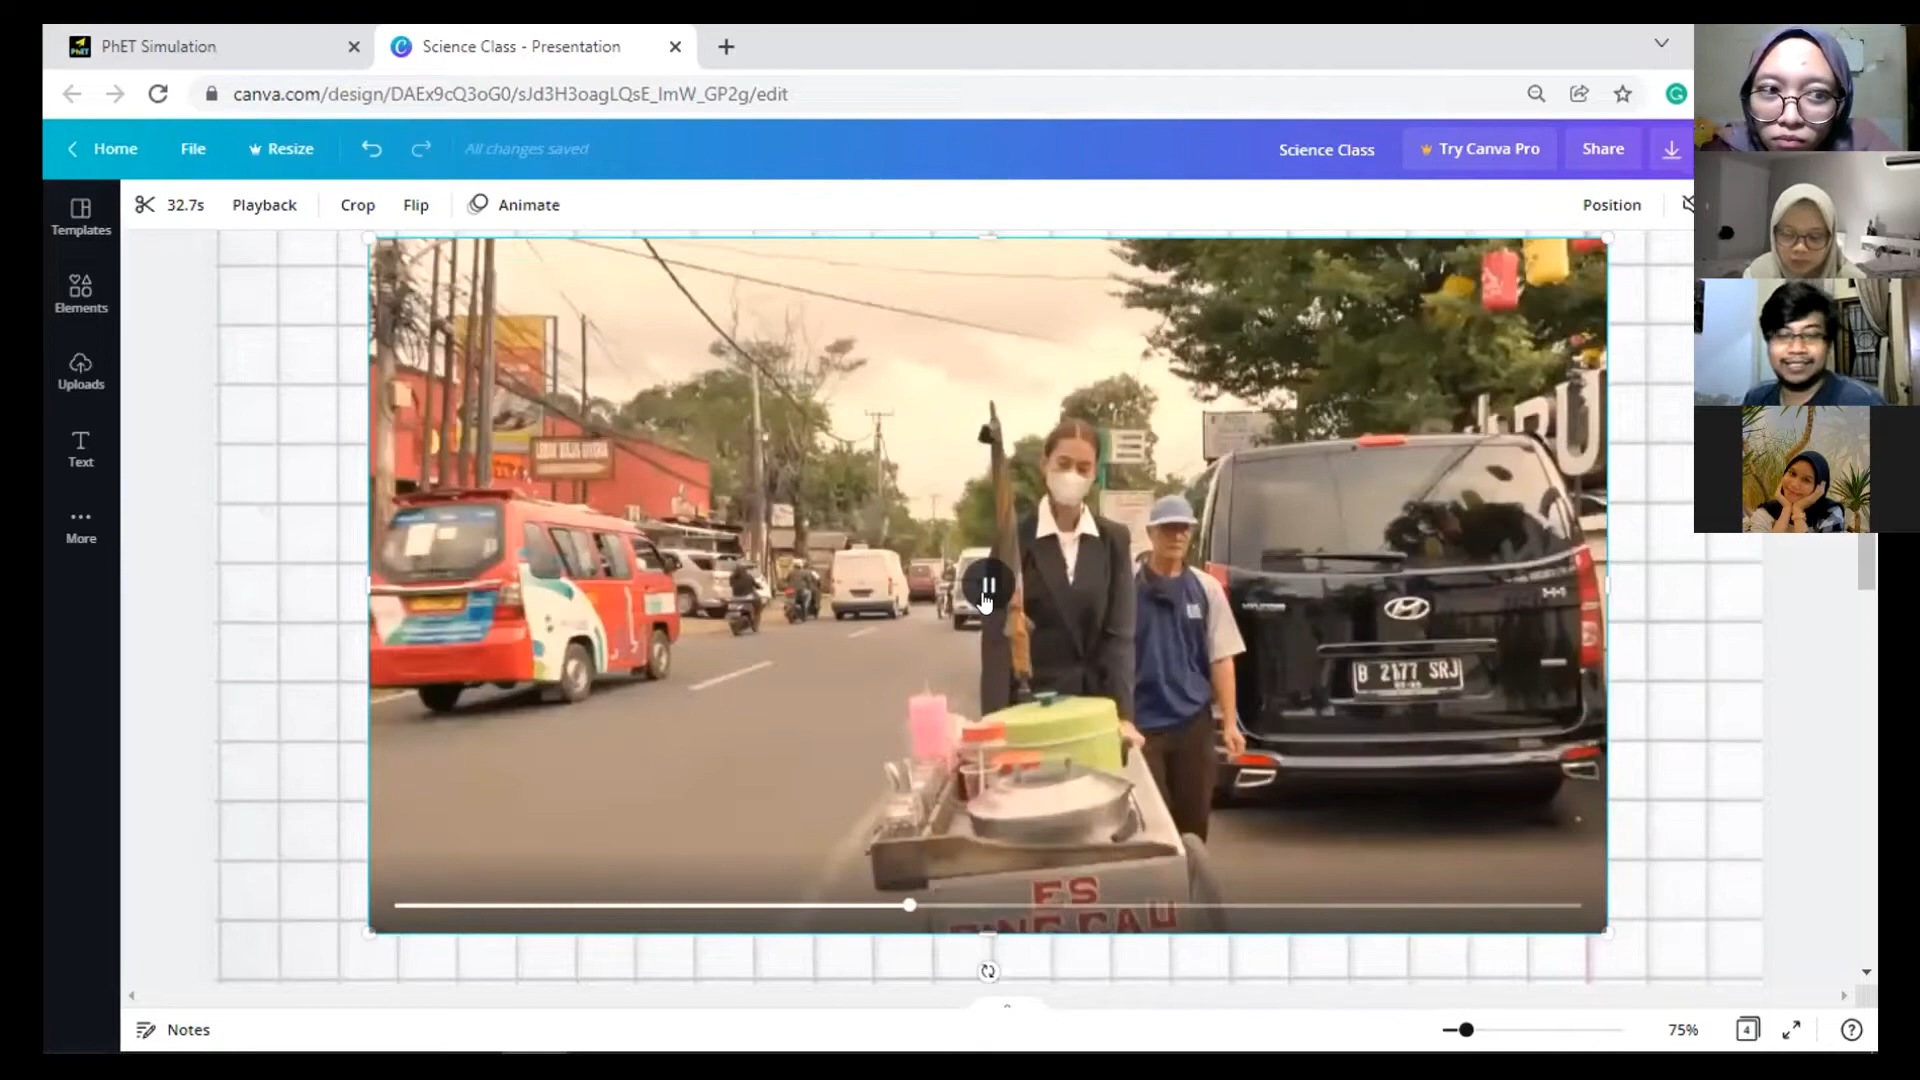 PhET Simulation
Science Class - Presentation
canva.com/design/DAEx9cQ3oG0/sJd3H3oagLQsE_ImW_GP2g/edit
Home
File
Resize
All changes saved
Science Class
Try Canva Pro
Share
32.7s
Playback
Crop
Flip
Animate
Position
Templates
Elements
Uploads
Text
More
B 2177 SRJ
H-1
FS
Notes
75%
4